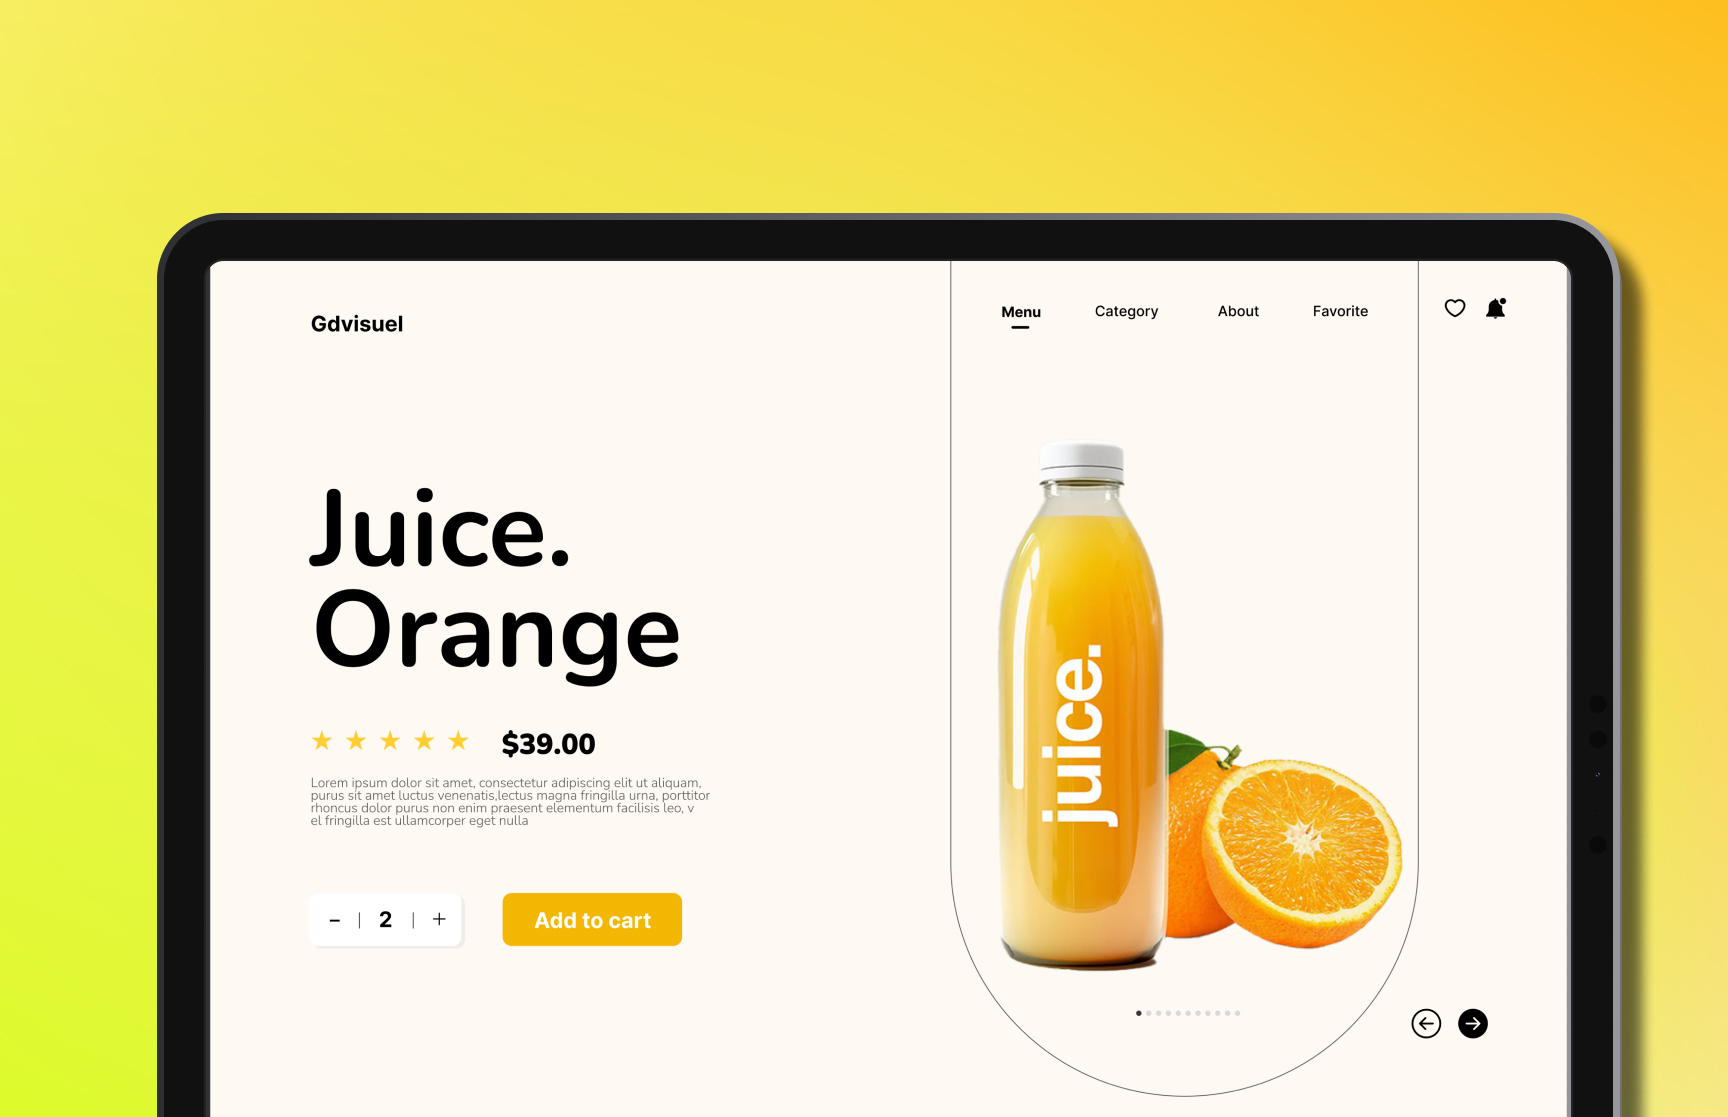 Gdvisuel
Menu Category About Favorite
Juice.
Orange
$39.00
Lorem ipsum dolor sit amet, consectetur adipiscing elit ut aliquam,
purus sit amet luctus venenatis,lectus magna fringilla urna, porttitor
rhoncus dolor purus non enim praesent elementum facilisis leo, v
el fringilla est ullamcorper eget nulla
- | 2 | +
Add to cart
juice.